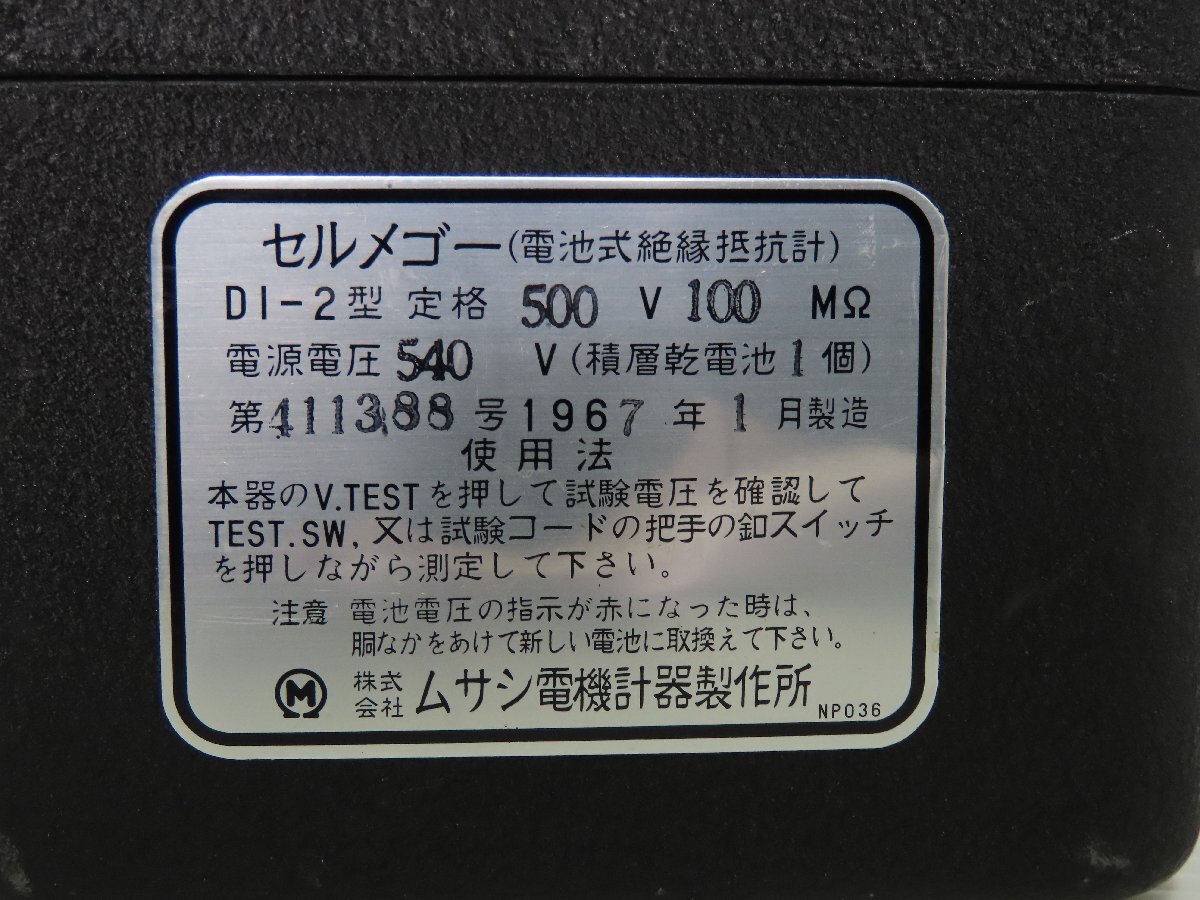 セルメゴー(電池式絶縁抵抗計)
DI-2型 定格 500 V 100 MΩ
電源電圧 540 V(積層乾電池1個)
第411388号1967年1月製造
使用法
本器のV.TESTを押して試験電圧を確認して
TEST.SW,又は試験コードの把手の釦スイッチ
を押しながら測定して下さい。
注意 電池電圧の指示が赤になった時は、
胴なかをあけて新しい電池に取換えて下さい。
M 株式会社 ムサシ電機計器製作所 NP036